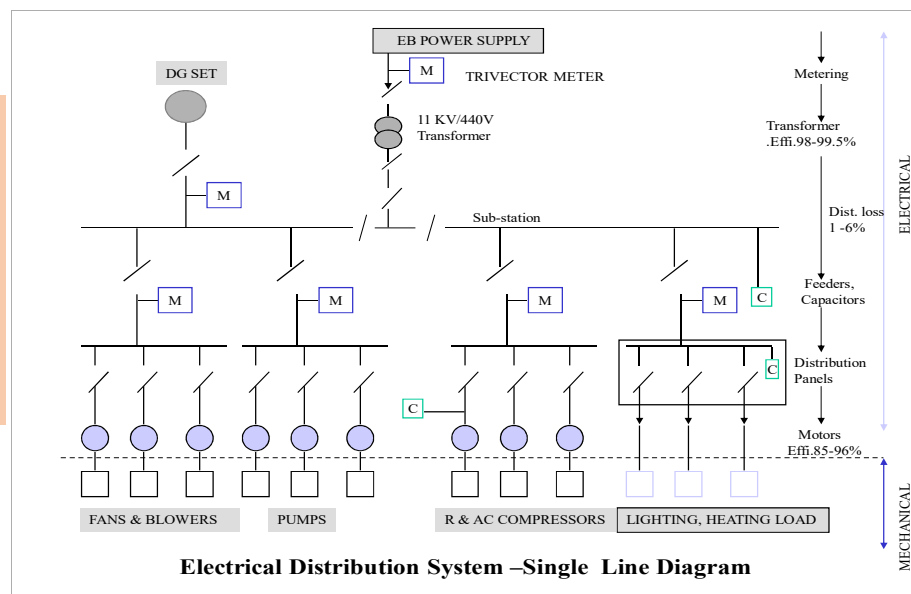 EB POWER SUPPLY
DG SET
M
TRIVECTOR METER
Metering
11 KV/440V
Transformer
Transformer
.Effi.98-99.5%
M
Sub-station
Dist. loss
1 -6%
ELECTRICAL
M
M
M
M
C
Feeders,
Capacitors
C
Distribution
Panels
C
Motors
Effi.85-96%
FANS & BLOWERS
PUMPS
R & AC COMPRESSORS
LIGHTING, HEATING LOAD
MECHANICAL
Electrical Distribution System –Single Line Diagram